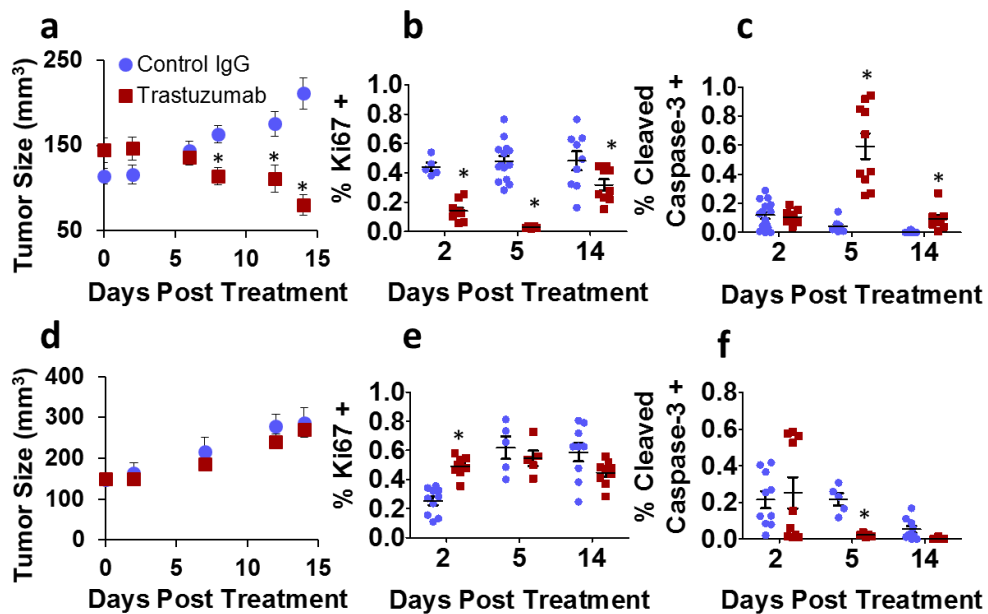 a
Tumor Size (mm³)
250
150
50
Control IgG
Trastuzumab
*
*
*
0
5
10
15
Days Post Treatment
b
% Ki67 +
1.0
0.8
0.6
0.4
0.2
0.0
*
*
*
2
5
14
Days Post Treatment
c
% Cleaved
Caspase-3 +
1.0
0.8
0.6
0.4
0.2
0.0
*
*
2
5
14
Days Post Treatment
d
Tumor Size (mm³)
400
300
200
100
0
0
5
10
15
Days Post Treatment
e
% Ki67 +
1.0
0.8
0.6
0.4
0.2
0.0
*
2
5
14
Days Post Treatment
f
% Cleaved
Caspase-3 +
0.8
0.6
0.4
0.2
0.0
*
2
5
14
Days Post Treatment